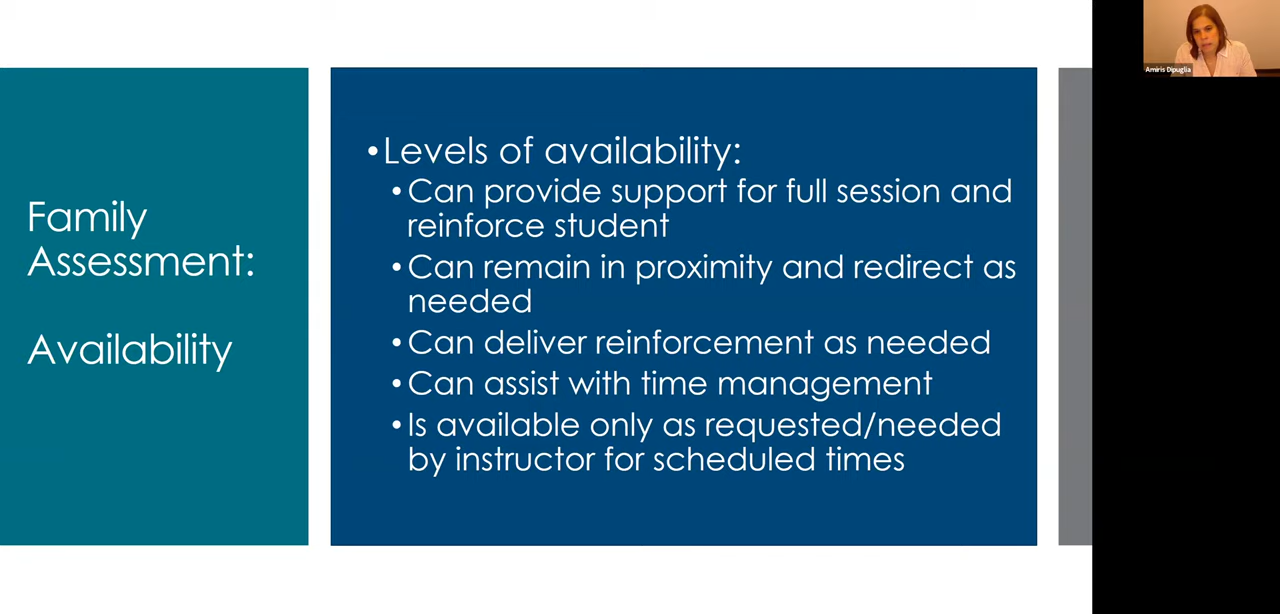 Family
Assessment:
Availability
•Levels of availability:
•Can provide support for full session and
reinforce student
•Can remain in proximity and redirect as
needed
•Can deliver reinforcement as needed
•Can assist with time management
•Is available only as requested/needed
by instructor for scheduled times
Amiris Dipuglia